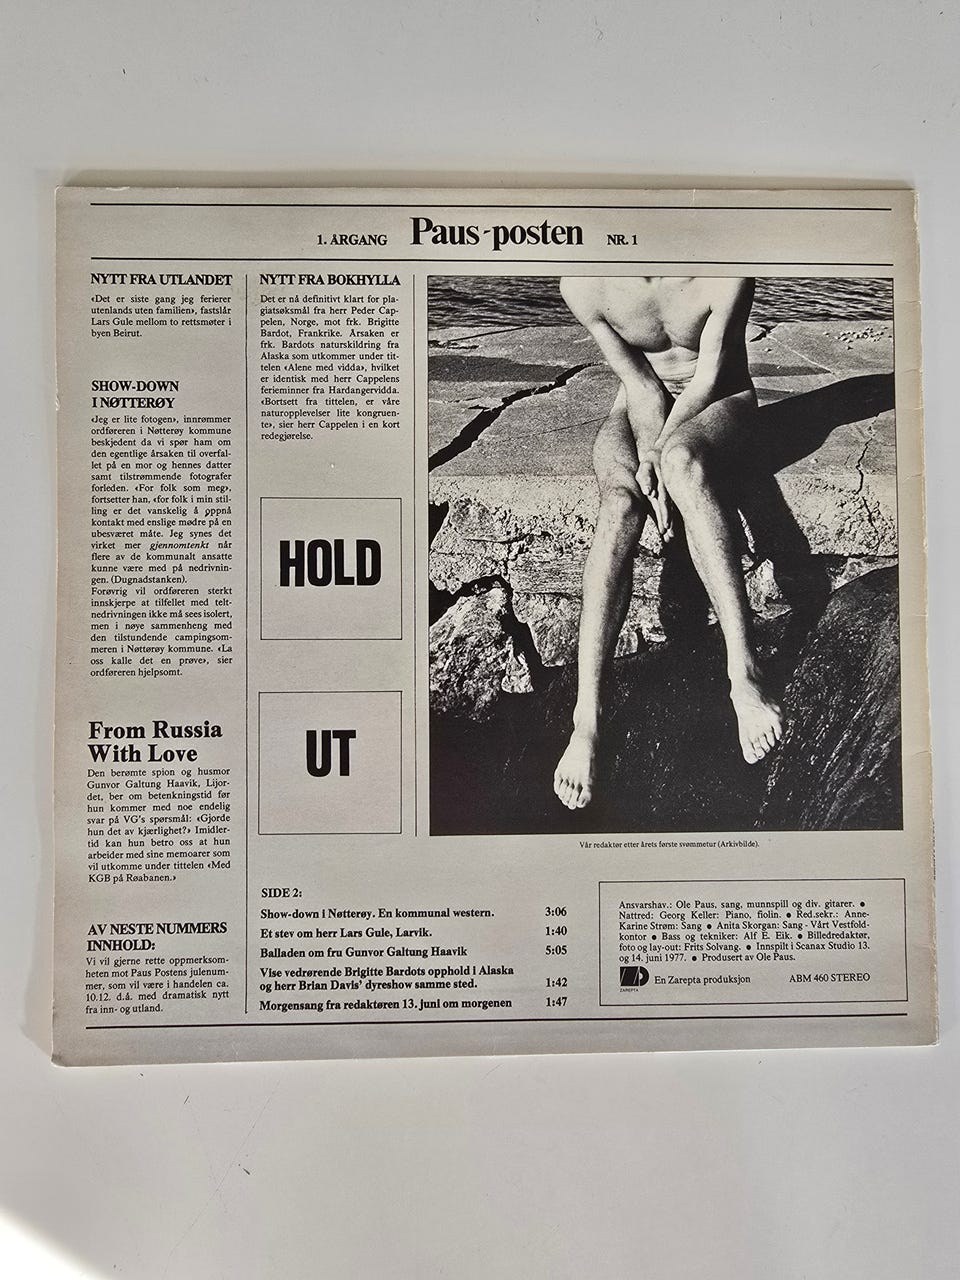 1. ÅRGANG Paus-posten NR. 1
NYTT FRA UTLANDET
«Det er siste gang jeg ferierer
utenlands uten familien», fastslår
Lars Gule mellom to rettsmøter i
byen Beirut.
SHOW-DOWN
I NØTTERØY
«Jeg er lite fotogen», innrømmer
ordføreren i Nøtterøy kommune
beskjedent da vi spør ham om
den egentlige årsaken til overfal-
let på en mor og hennes datter
samt tilstrømmende fotografer
forleden. «For folk som meg»,
fortsetter han, «for folk i min stil-
ling er det vanskelig å oppnå
kontakt med enslige mødre på en
ubesværet måte. Jeg synes det
virket mer gjennomtenkt når
flere av de kommunalt ansatte
kunne være med på nedrivnin-
gen. (Dugnadstanken).
Forøvrig vil ordføreren sterkt
innskjerpe at tilfellet med telt-
nedrivningen ikke må sees isolert,
men i nøye sammenheng med
den tilstundende campingsom-
meren i Nøtterøy kommune. «La
oss kalle det en prøve», sier
ordføreren hjelpsomt.
From Russia
With Love
Den berømte spion og husmor
Gunvor Galtung Haavik, Lijor-
det, ber om betenkningstid før
hun kommer med noe endelig
svar på VG's spørsmål: «Gjorde
hun det av kjærlighet?» Imidler-
tid kan hun betro oss at hun
arbeider med sine memoarer som
vil utkomme under tittelen «Med
KGB på Røabanen.»
AV NESTE NUMMERS
INNHOLD:
Vi vil gjerne rette oppmerksom-
heten mot Paus Postens julenum-
mer, som vil være i handelen ca.
10.12. d.å. med dramatisk nytt
fra inn- og utland.
NYTT FRA BOKHYLLA
Det er nå definitivt klart for pla-
giatsøksmål fra herr Peder Cap-
pelen, Norge, mot frk. Brigitte
Bardot, Frankrike. Årsaken er
frk. Bardots naturskildring fra
Alaska som utkommer under tit-
telen «Alene med vidda», hvilket
er identisk med herr Cappelens
ferieminner fra Hardangervidda.
«Bortsett fra tittelen, er våre
naturopplevelser lite kongruen-
te», sier herr Cappelen i en kort
redegjørelse.
HOLD
UT
Vår redaktør etter årets første svømmetur (Arkivbilde).
SIDE 2:
Show-down i Nøtterøy. En kommunal western. 3:06
Et stev om herr Lars Gule, Larvik. 1:40
Balladen om fru Gunvor Galtung Haavik 5:05
Vise vedrørende Brigitte Bardots opphold i Alaska
og herr Brian Davis' dyreshow samme sted. 1:42
Morgensang fra redaktøren 13. juni om morgenen 1:47
Ansvarshav.: Ole Paus, sang, munnspill og div. gitarer. ●
Nattred: Georg Keller: Piano, fiolin. ● Red.sekr.: Anne-
Karine Strøm: Sang ● Anita Skorgan: Sang - Vårt Vestfold-
kontor ● Bass og tekniker: Alf E. Eik. ● Billedredaktør,
foto og lay-out: Frits Solvang. ● Innspilt i Scanax Studio 13.
og 14. juni 1977. ● Produsert av Ole Paus.
ZAREPTA
En Zarepta produksjon ABM 460 STEREO